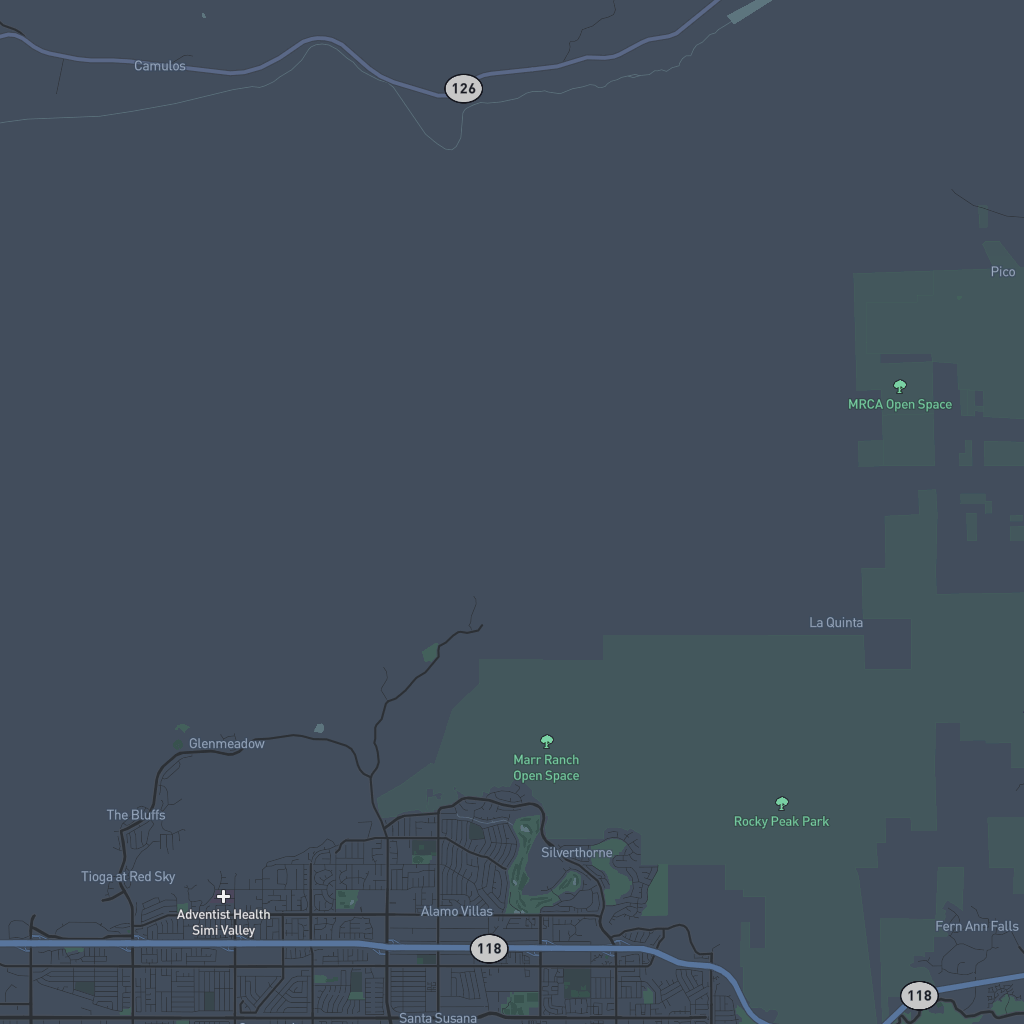 Camulos
126
Pico
MRCA Open Space
La Quinta
Glenmeadow
Marr Ranch
Open Space
Rocky Peak Park
The Bluffs
Silverthorne
Tioga at Red Sky
Adventist Health
Simi Valley
Alamo Villas
Fern Ann Falls
118
118
Santa Susana